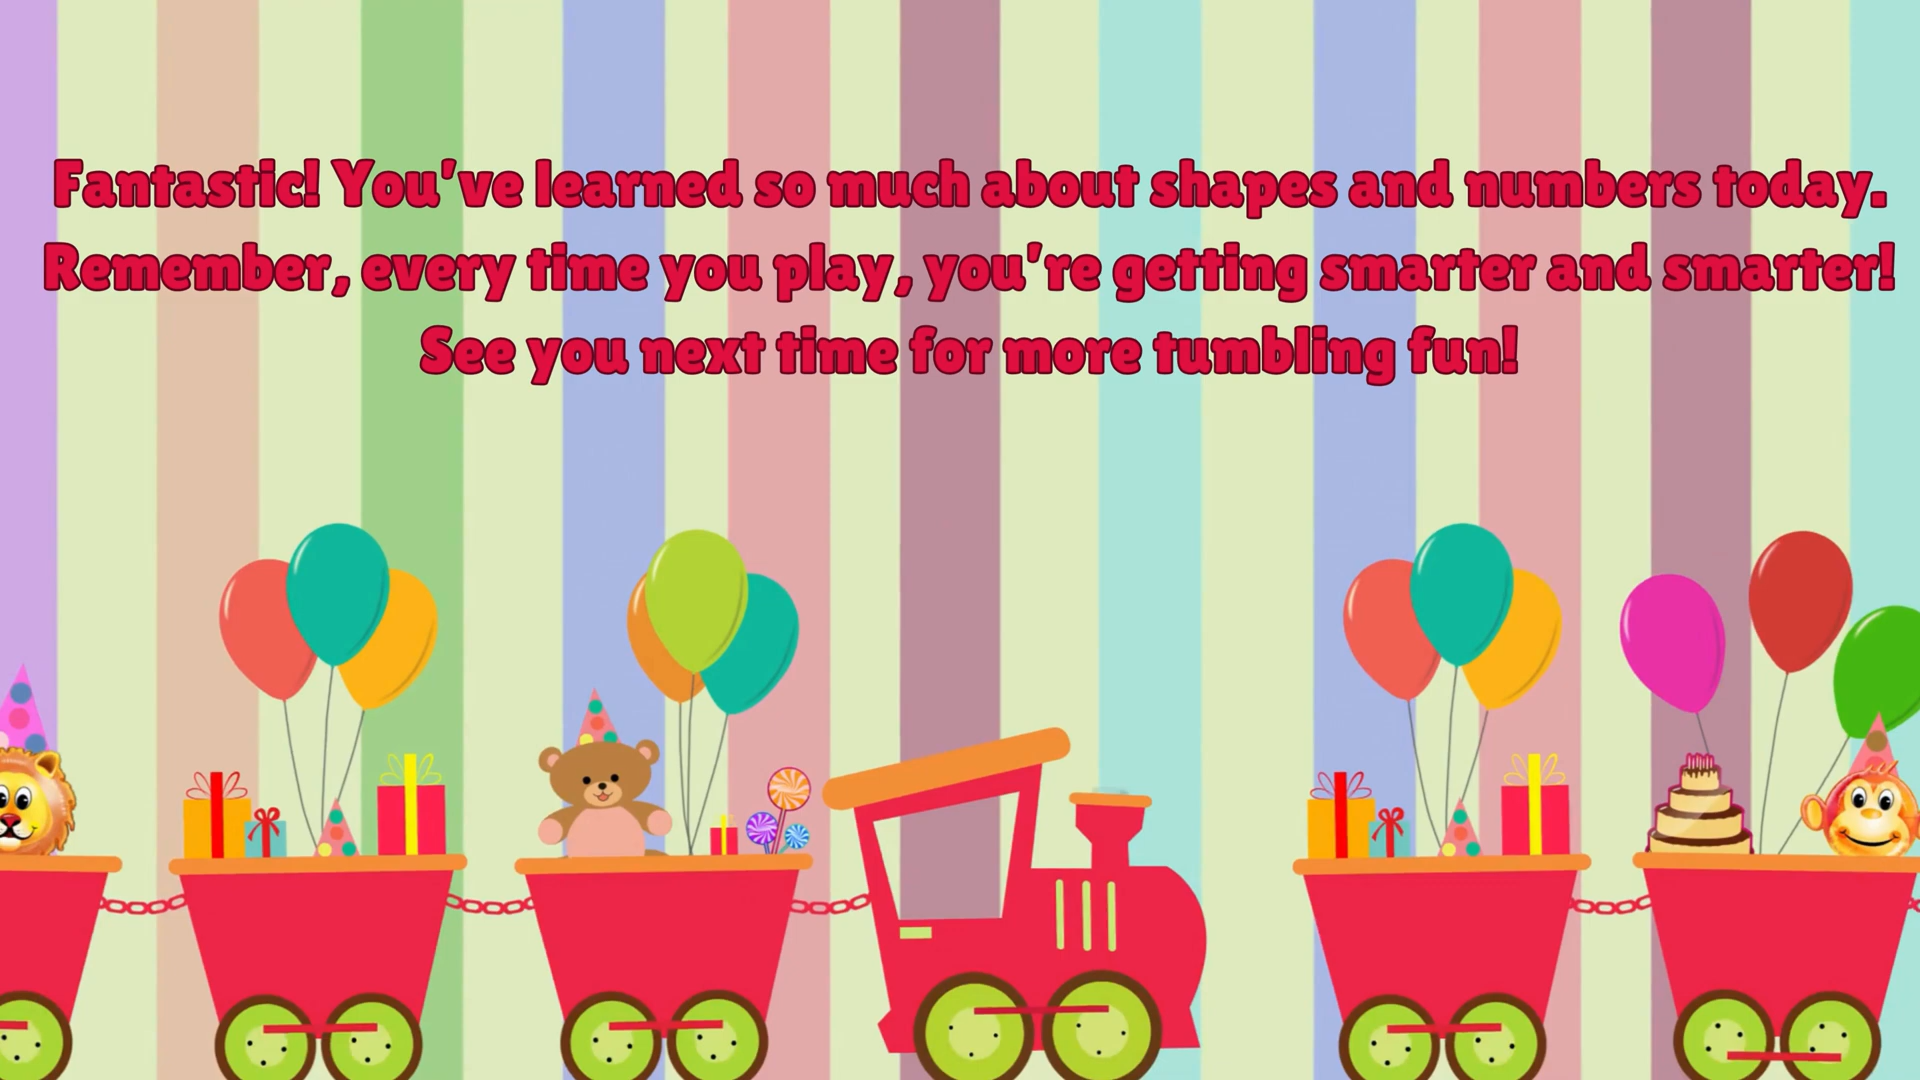 Fantastic! You've learned so much about shapes and numbers today.
Remember, every time you play, you're getting smarter and smarter!
See you next time for more tumbling fun!